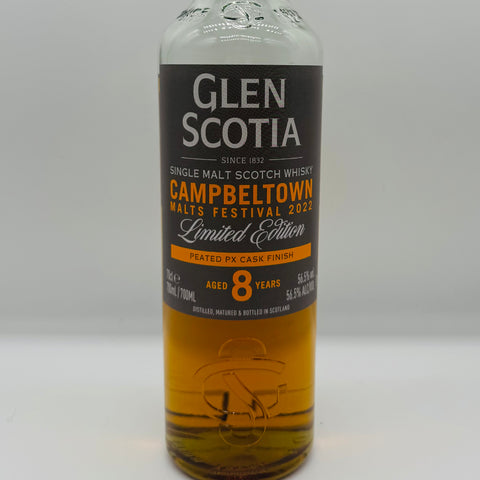 GLEN
SCOTIA
SINCE 1832
SINGLE MALT SCOTCH WHISKY
CAMPBELTOWN
MALTS FESTIVAL 2022
Limited Edition
PEATED PX CASK FINISH
70cl ℮
700mL/700ML
AGED 8 YEARS
56.5% vol
56.5% ALC/VOL
DISTILLED, MATURED & BOTTLED IN SCOTLAND